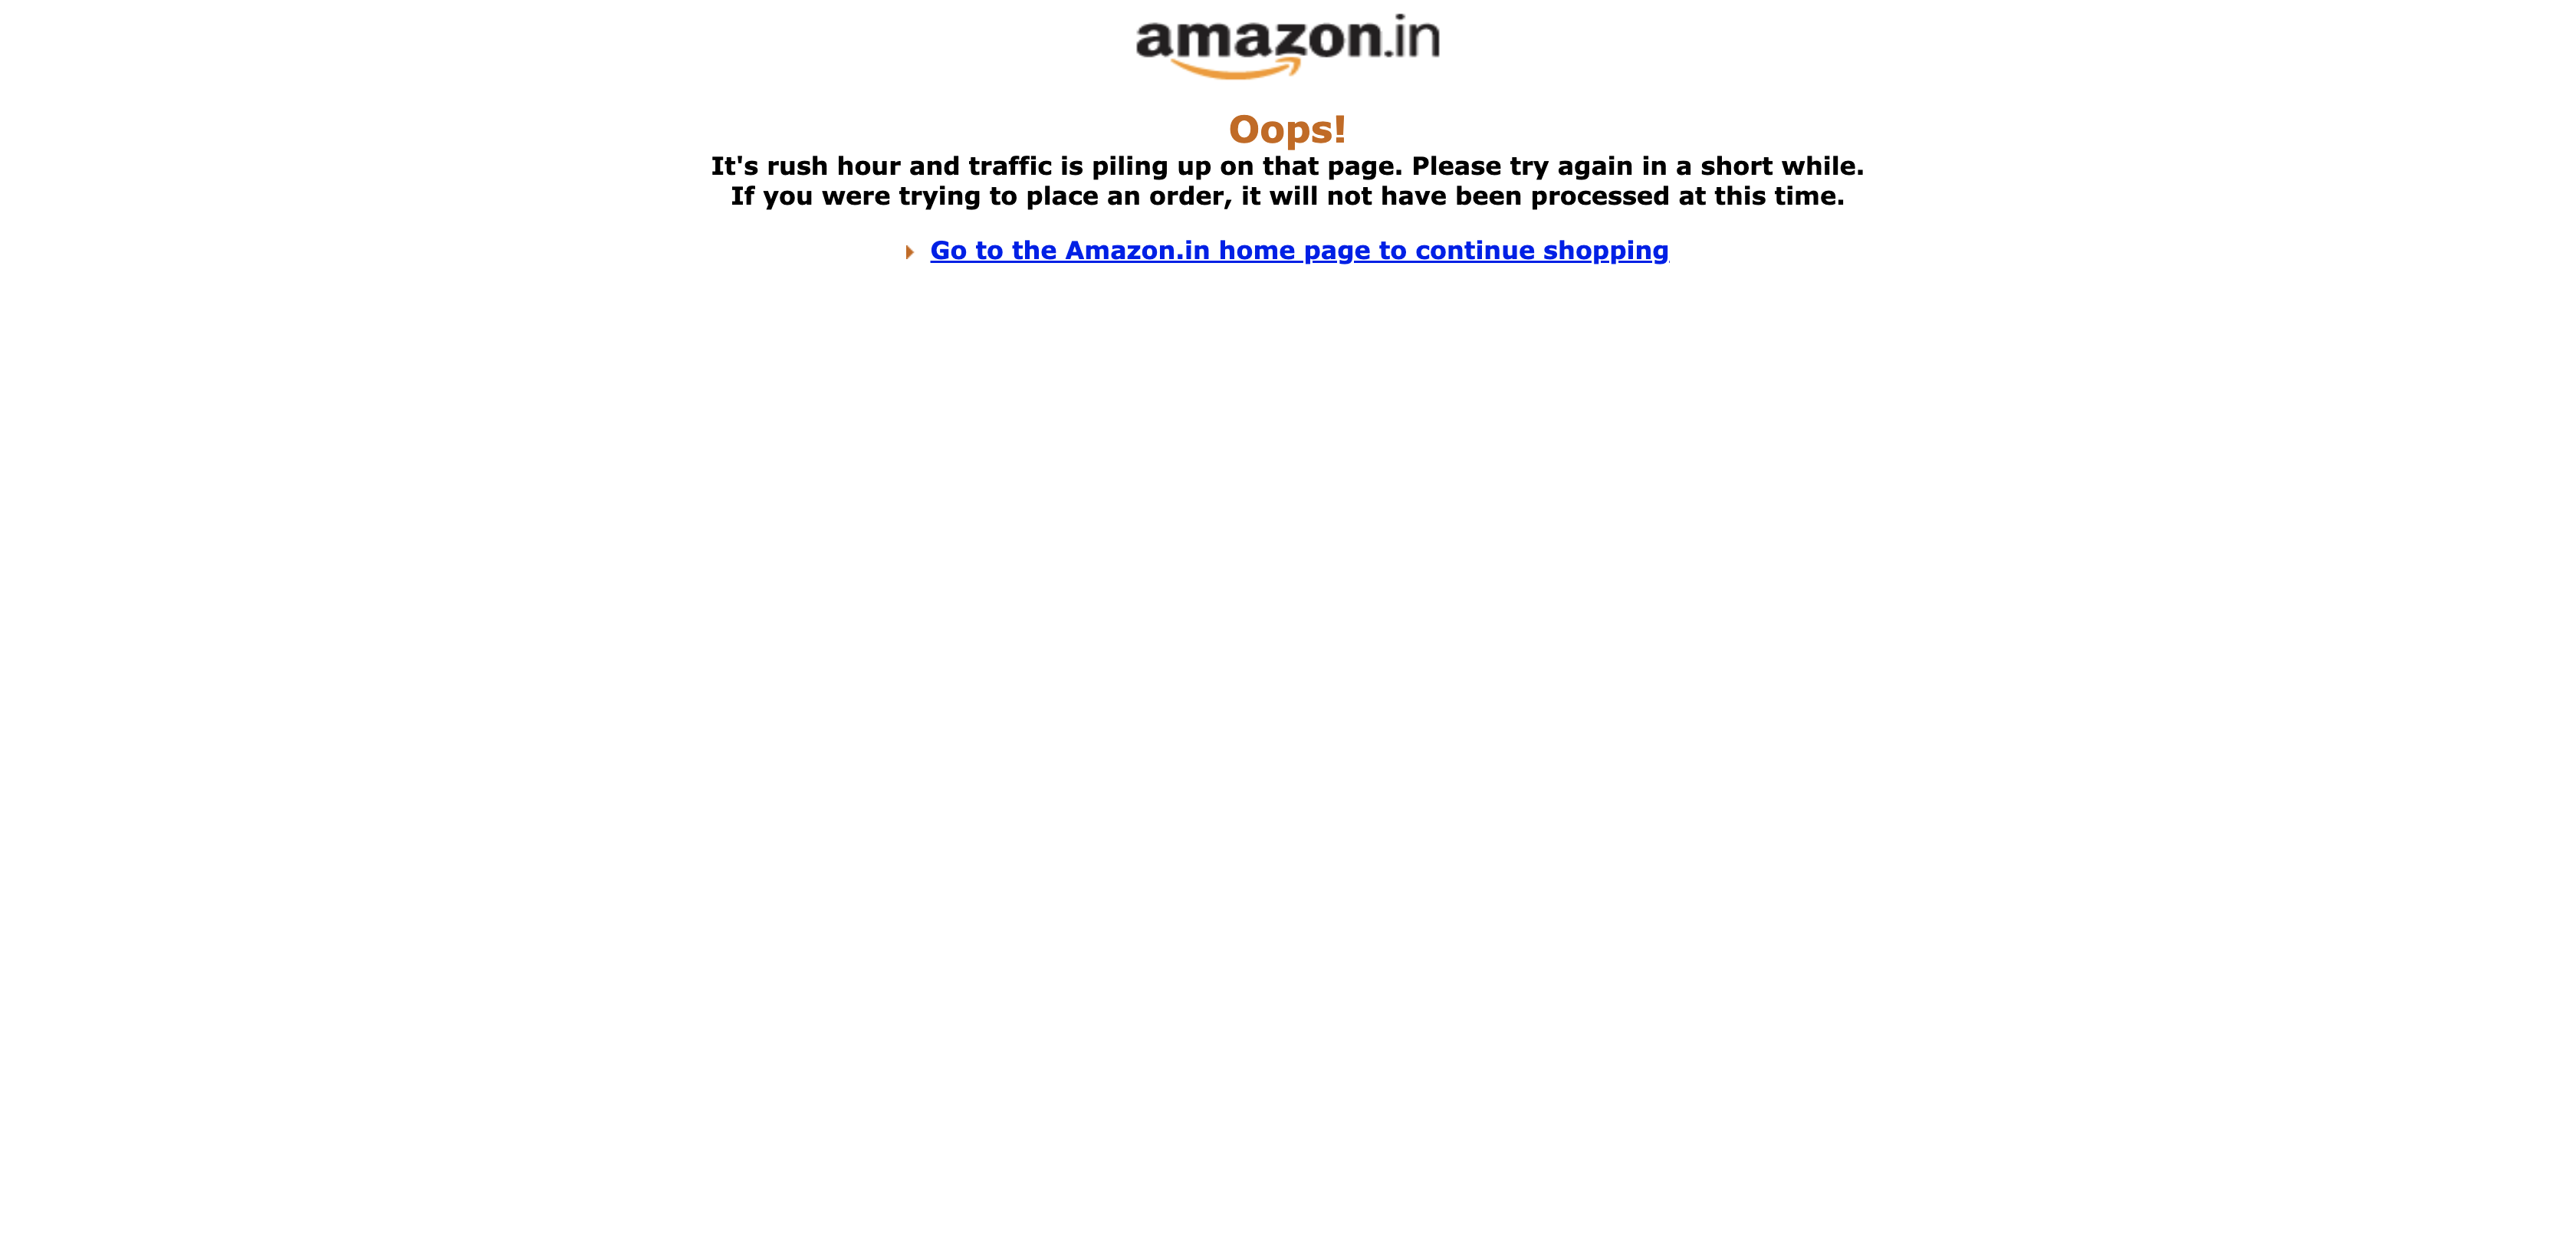 amazon.in
Oops!
It's rush hour and traffic is piling up on that page. Please try again in a short while.
If you were trying to place an order, it will not have been processed at this time.
Go to the Amazon.in home page to continue shopping